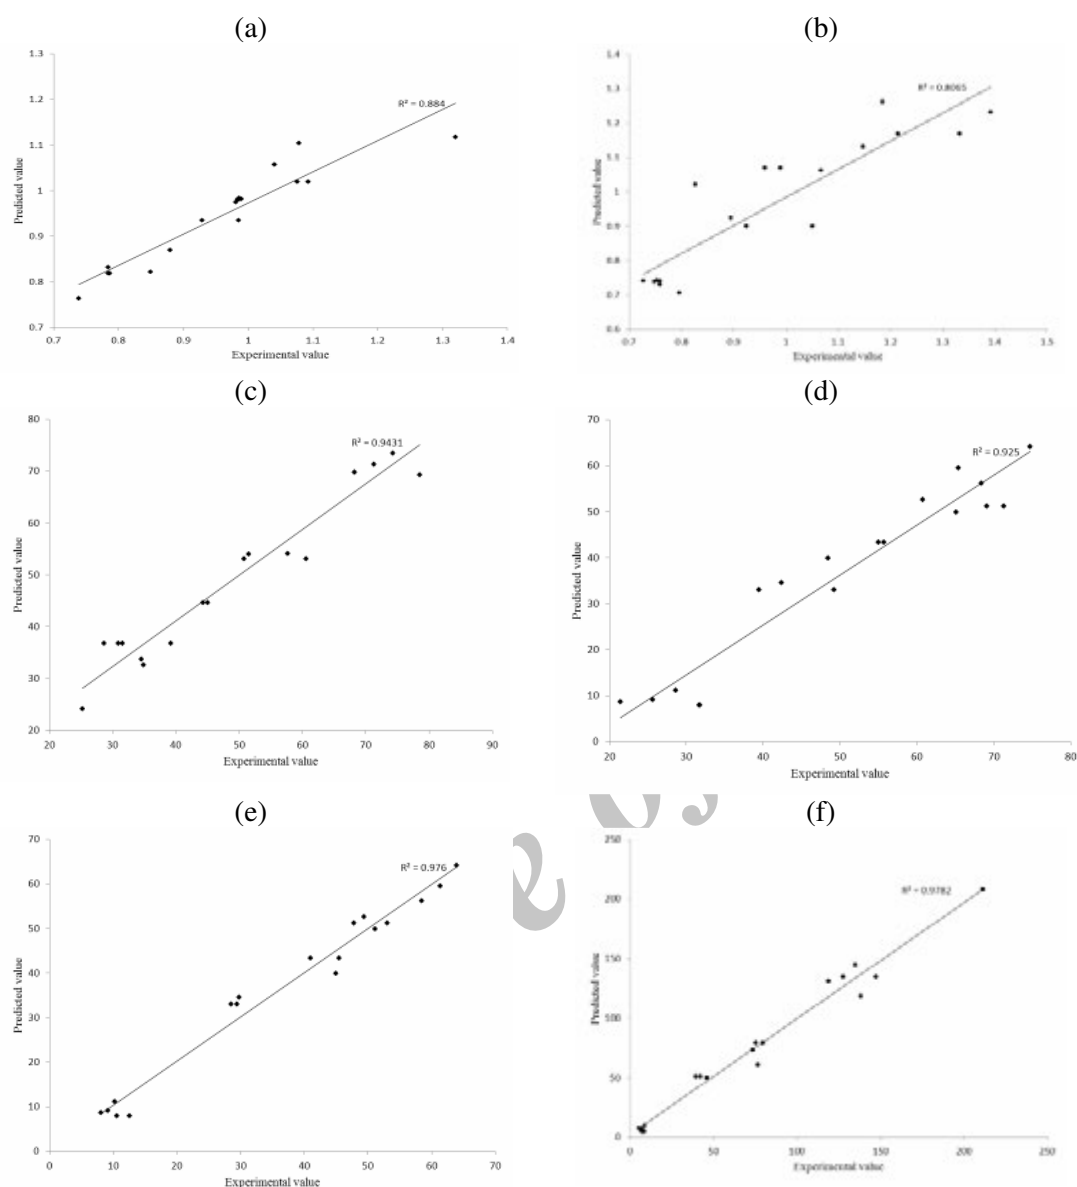 (a)
1.3
1.2
1.1
1
0.9
0.8
0.7
0.7 0.8 0.9 1 1.1 1.2 1.3 1.4
Predicted value
Experimental value
R² = 0.884
(b)
1.4
1.3
1.2
1.1
1
0.9
0.8
0.7
0.6
0.7 0.8 0.9 1 1.1 1.2 1.3 1.4 1.5
Predicted value
Experimental value
R² = 0.8065
(c)
80
70
60
50
40
30
20
20 30 40 50 60 70 80 90
Predicted value
Experimental value
R² = 0.9431
(d)
70
60
50
40
30
20
10
0
20 30 40 50 60 70 80
Predicted value
Experimental value
R² = 0.925
(e)
70
60
50
40
30
20
10
0
0 10 20 30 40 50 60 70
Predicted value
Experimental value
R² = 0.976
(f)
250
200
150
100
50
0
0 50 100 150 200 250
Predicted value
Experimental value
R² = 0.9782